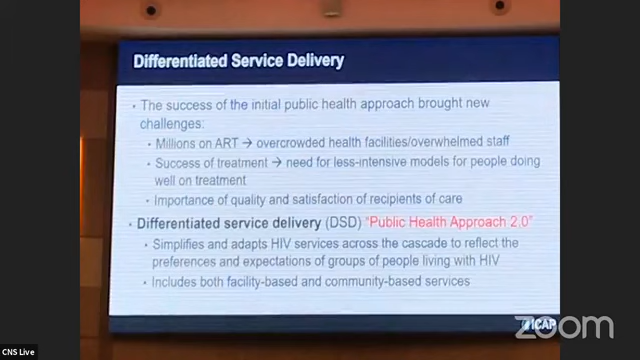 Differentiated Service Delivery
• The success of the initial public health approach brought new
challenges:
• Millions on ART → overcrowded health facilities/overwhelmed staff
• Success of treatment → need for less-intensive models for people doing
well on treatment
• Importance of quality and satisfaction of recipients of care
• Differentiated service delivery (DSD) "Public Health Approach 2.0"
• Simplifies and adapts HIV services across the cascade to reflect the
preferences and expectations of groups of people living with HIV
• Includes both facility-based and community-based services
ICAP
zoom
CNS Live